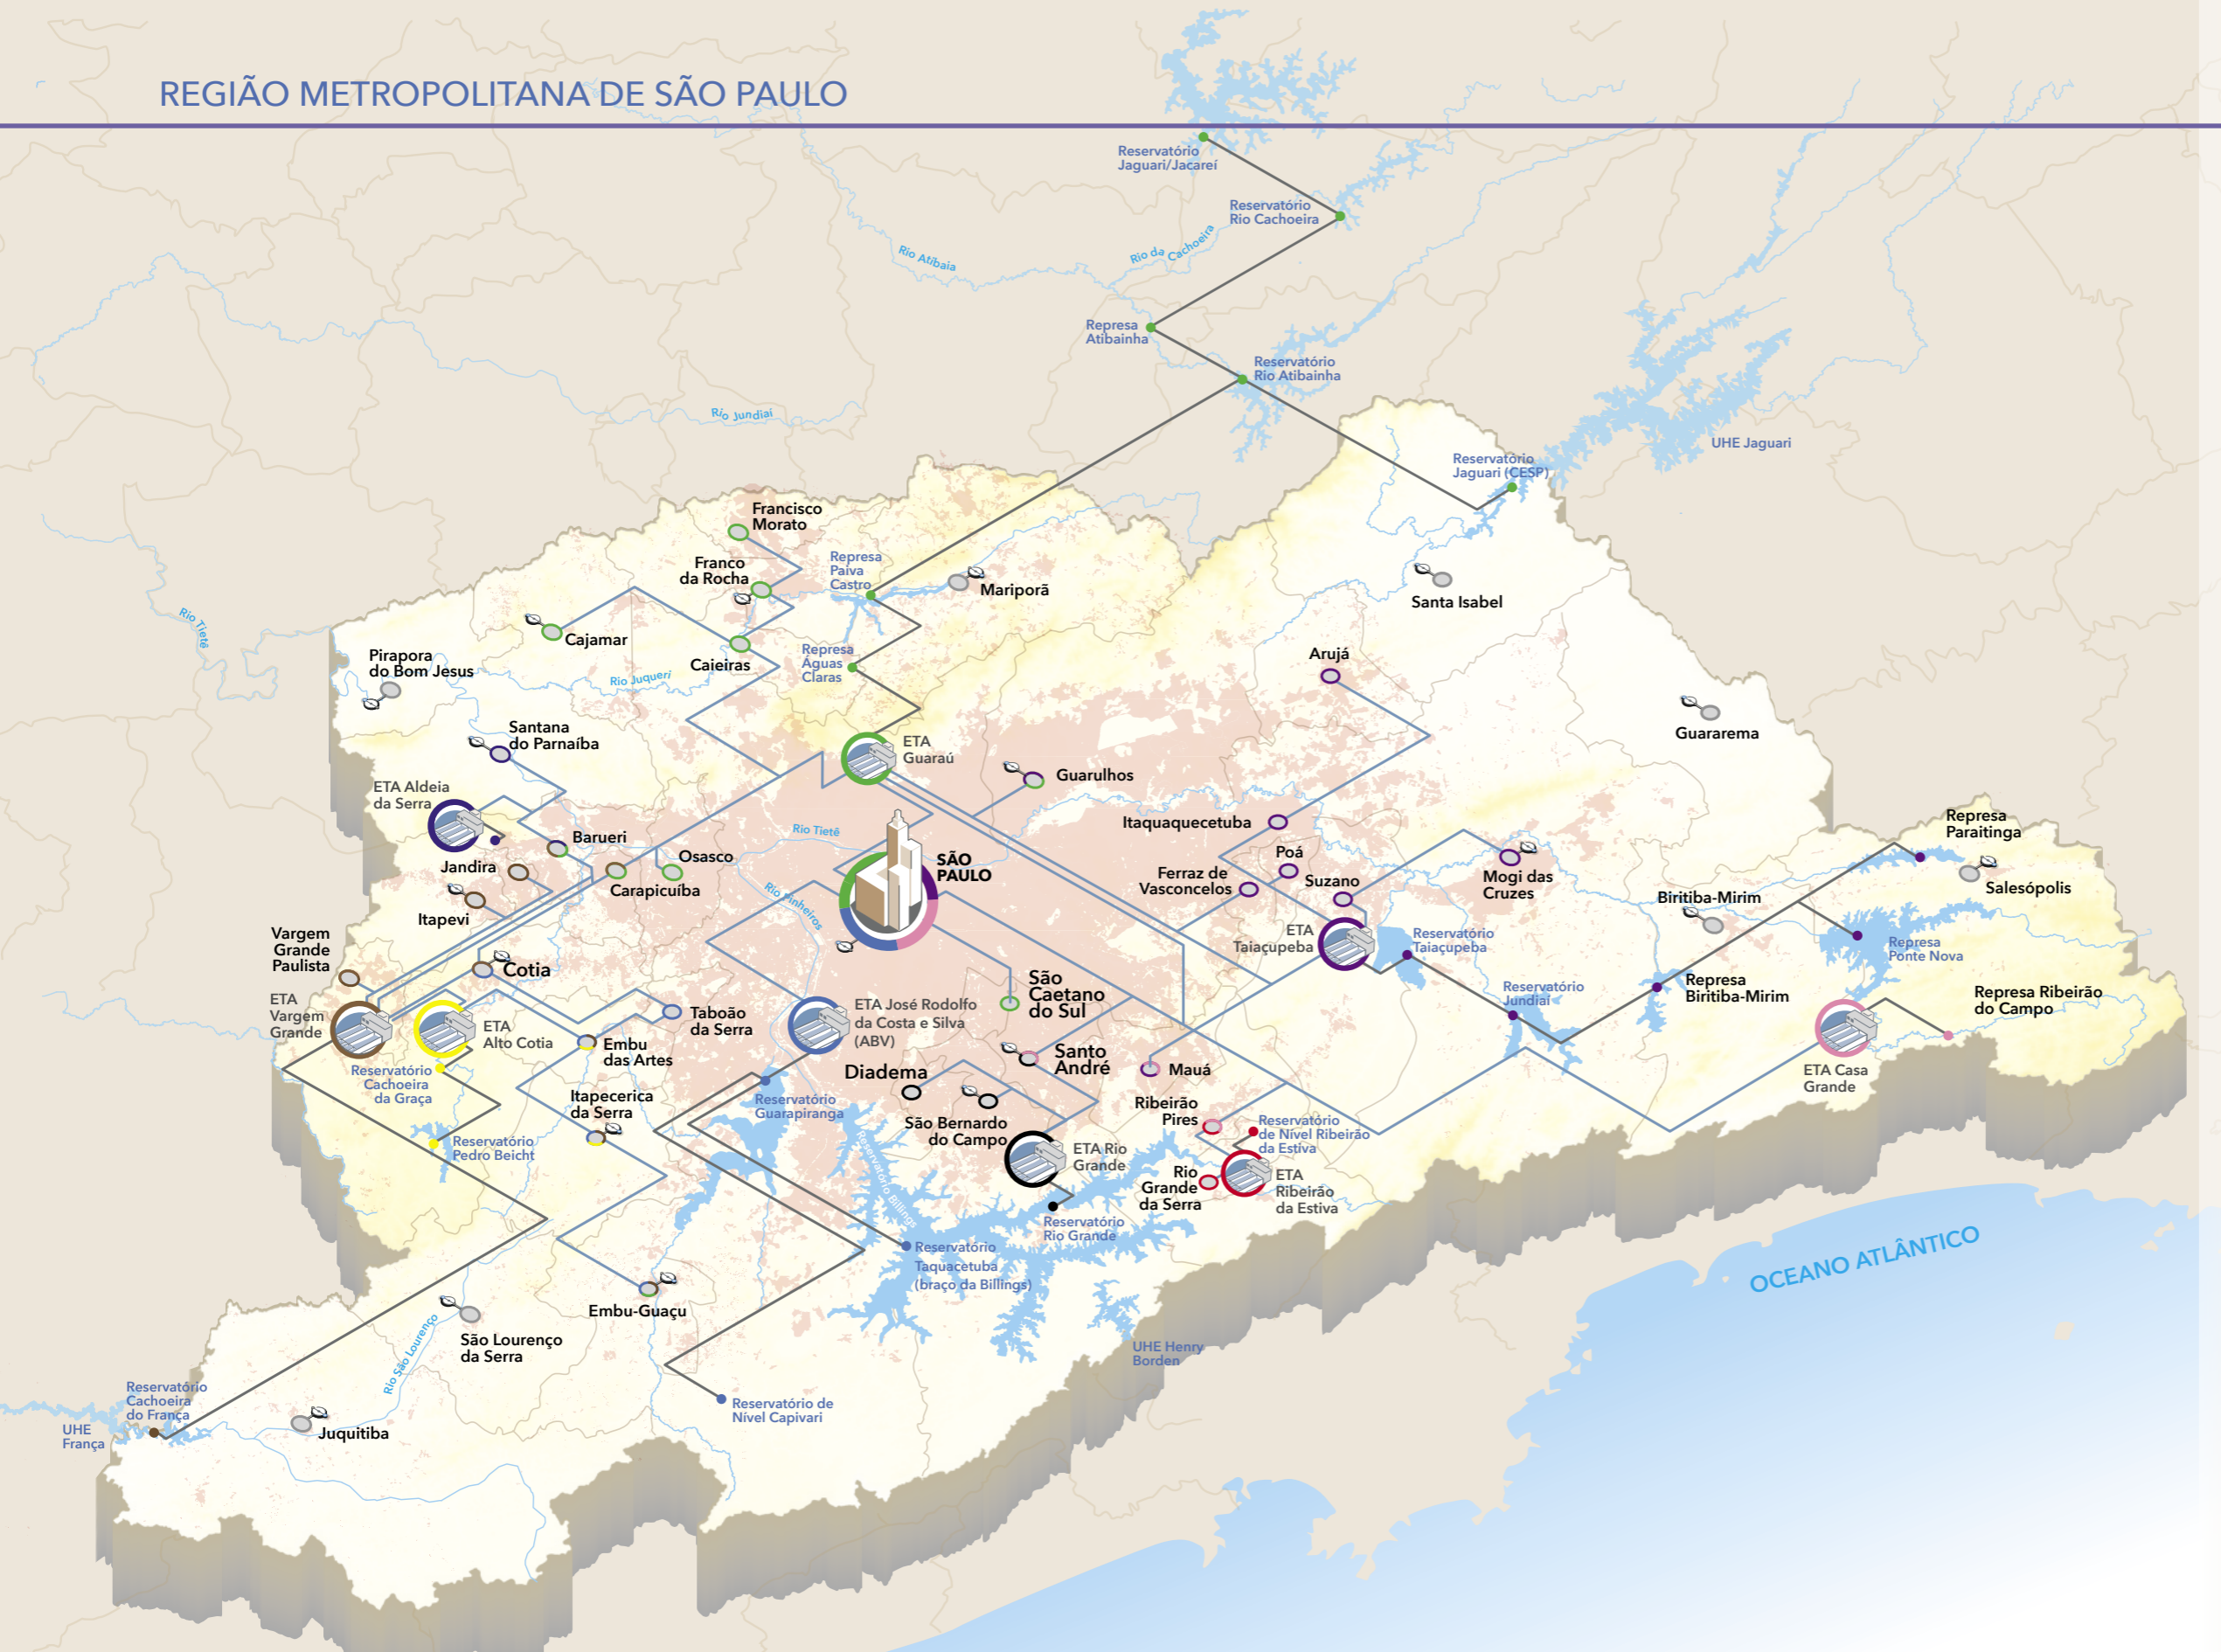 REGIÃO METROPOLITANA DE SÃO PAULO
Reservatório
Jaguari/Jacareí
Reservatório
Rio Cachoeira
Rio Atibaia
Rio da Cachoeira
Represa
Atibainha
Reservatório
Rio Atibainha
Rio Jundiaí
UHE Jaguari
Reservatório
Jaguari (CESP)
Francisco
Morato
Franco
da Rocha
Represa
Paiva
Castro
Mariporã
Santa Isabel
Rio Tietê
Cajamar
Caieiras
Represa
Águas
Claras
Arujá
Pirapora
do Bom Jesus
Rio Juqueri
Guararema
Santana
do Parnaíba
ETA
Guaraú
Guarulhos
ETA Aldeia
da Serra
Barueri
Rio Tietê
Itaquaquecetuba
Represa
Paraitinga
Jandira
Osasco
Carapicuíba
SÃO
PAULO
Poá
Ferraz de
Vasconcelos
Suzano
Mogi das
Cruzes
Salesópolis
Itapevi
Rio Pinheiros
Biritiba-Mirim
Vargem
Grande
Paulista
Cotia
ETA
Taiaçupeba
Reservatório
Taiaçupeba
Represa
Ponte Nova
São
Caetano
do Sul
Reservatório
Jundiaí
Represa
Biritiba-Mirim
Represa Ribeirão
do Campo
ETA
Vargem
Grande
ETA
Alto Cotia
Taboão
da Serra
ETA José Rodolfo
da Costa e Silva
(ABV)
Embu
das Artes
Santo
André
Mauá
ETA Casa
Grande
Reservatório
Cachoeira
da Graça
Diadema
Itapecerica
da Serra
Reservatório
Guarapiranga
São Bernardo
do Campo
Ribeirão
Pires
Reservatório
de Nível Ribeirão
da Estiva
Reservatório
Pedro Beicht
Reservatório Billings
ETA Rio
Grande
Rio
Grande
da Serra
ETA
Ribeirão
da Estiva
Reservatório
Rio Grande
Reservatório
Taquacetuba
(braço da Billings)
OCEANO ATLÂNTICO
Embu-Guaçu
São Lourenço
da Serra
Rio São Lourenço
UHE Henry
Borden
Reservatório
Cachoeira
do França
UHE
França
Juquitiba
Reservatório de
Nível Capivari